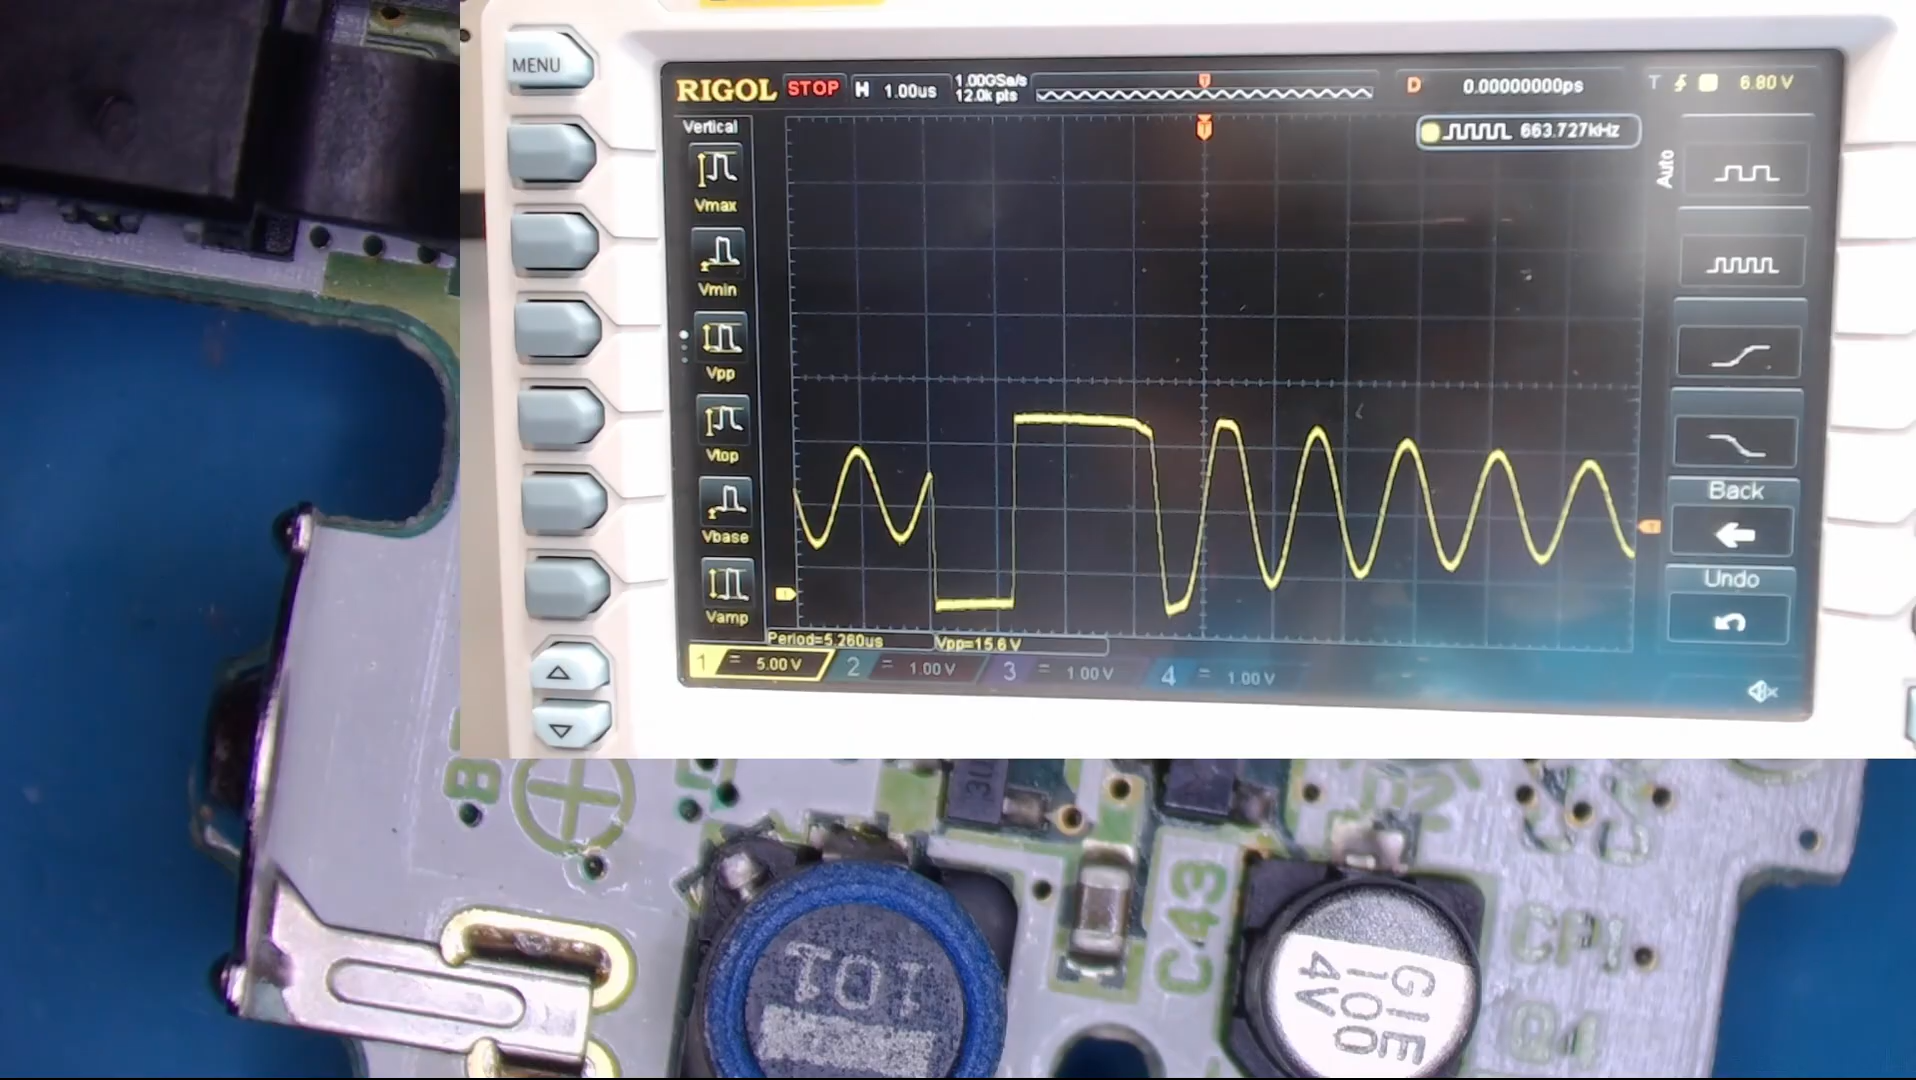 MENU
RIGOL STOP H 1.00us 1.00GSa/s 12.0k pts D 0.00000000ps T 6.80 V
Vertical
663.727kHz
Auto
Vmax
Vmin
Vpp
Vtop
Vbase
Vamp
Back
Undo
Period=5.260us Vpp=15.6 V
1 = 5.00 V 2 = 1.00 V 3 = 1.00 V 4 = 1.00 V
101
C43
G1E
100
4V
CP1